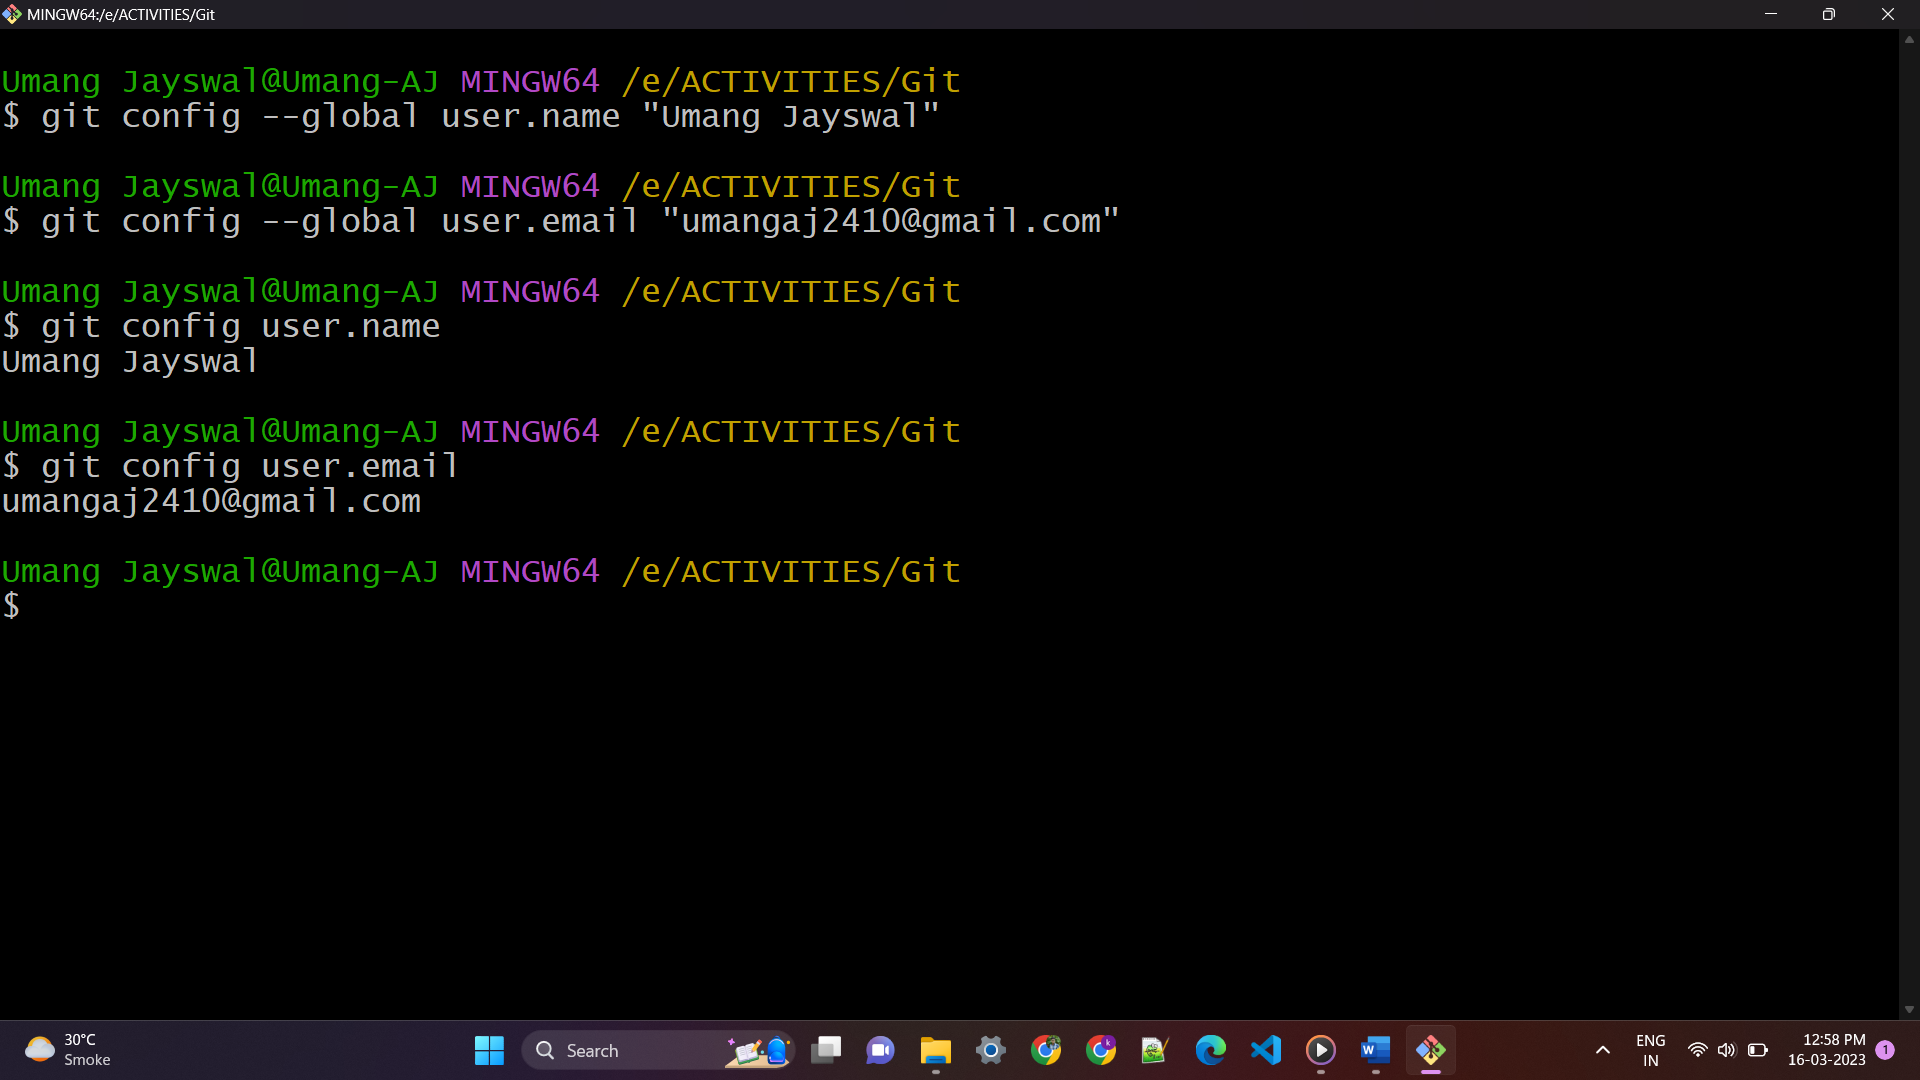 MINGW64:/e/ACTIVITIES/Git
Umang Jayswal@Umang-AJ MINGW64 /e/ACTIVITIES/Git
$ git config --global user.name "Umang Jayswal"
Umang Jayswal@Umang-AJ MINGW64 /e/ACTIVITIES/Git
$ git config --global user.email "umangaj2410@gmail.com"
Umang Jayswal@Umang-AJ MINGW64 /e/ACTIVITIES/Git
$ git config user.name
Umang Jayswal
Umang Jayswal@Umang-AJ MINGW64 /e/ACTIVITIES/Git
$ git config user.email
umangaj2410@gmail.com
Umang Jayswal@Umang-AJ MINGW64 /e/ACTIVITIES/Git
$
30°C
Smoke
Search
k
W
ENG
IN
12:58 PM
16-03-2023
1